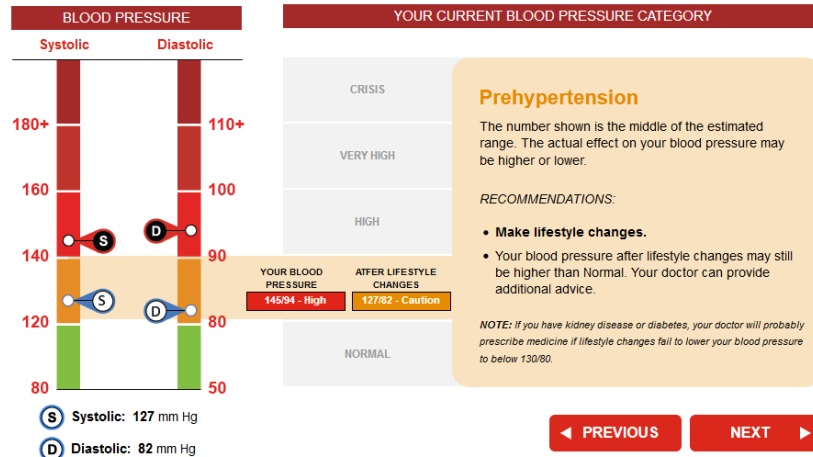 BLOOD PRESSURE
Systolic
Diastolic
180+
110+
160
100
S
D
140
90
S
D
120
80
80
50
S Systolic: 127 mm Hg
D Diastolic: 82 mm Hg
YOUR CURRENT BLOOD PRESSURE CATEGORY
CRISIS
VERY HIGH
HIGH
YOUR BLOOD
PRESSURE
145/94 - High
ATFER LIFESTYLE
CHANGES
127/82 - Caution
NORMAL
Prehypertension
The number shown is the middle of the estimated
range. The actual effect on your blood pressure may
be higher or lower.
RECOMMENDATIONS:
• Make lifestyle changes.
• Your blood pressure after lifestyle changes may still
be higher than Normal. Your doctor can provide
additional advice.
NOTE: If you have kidney disease or diabetes, your doctor will probably
prescribe medicine if lifestyle changes fail to lower your blood pressure
to below 130/80.
PREVIOUS
NEXT